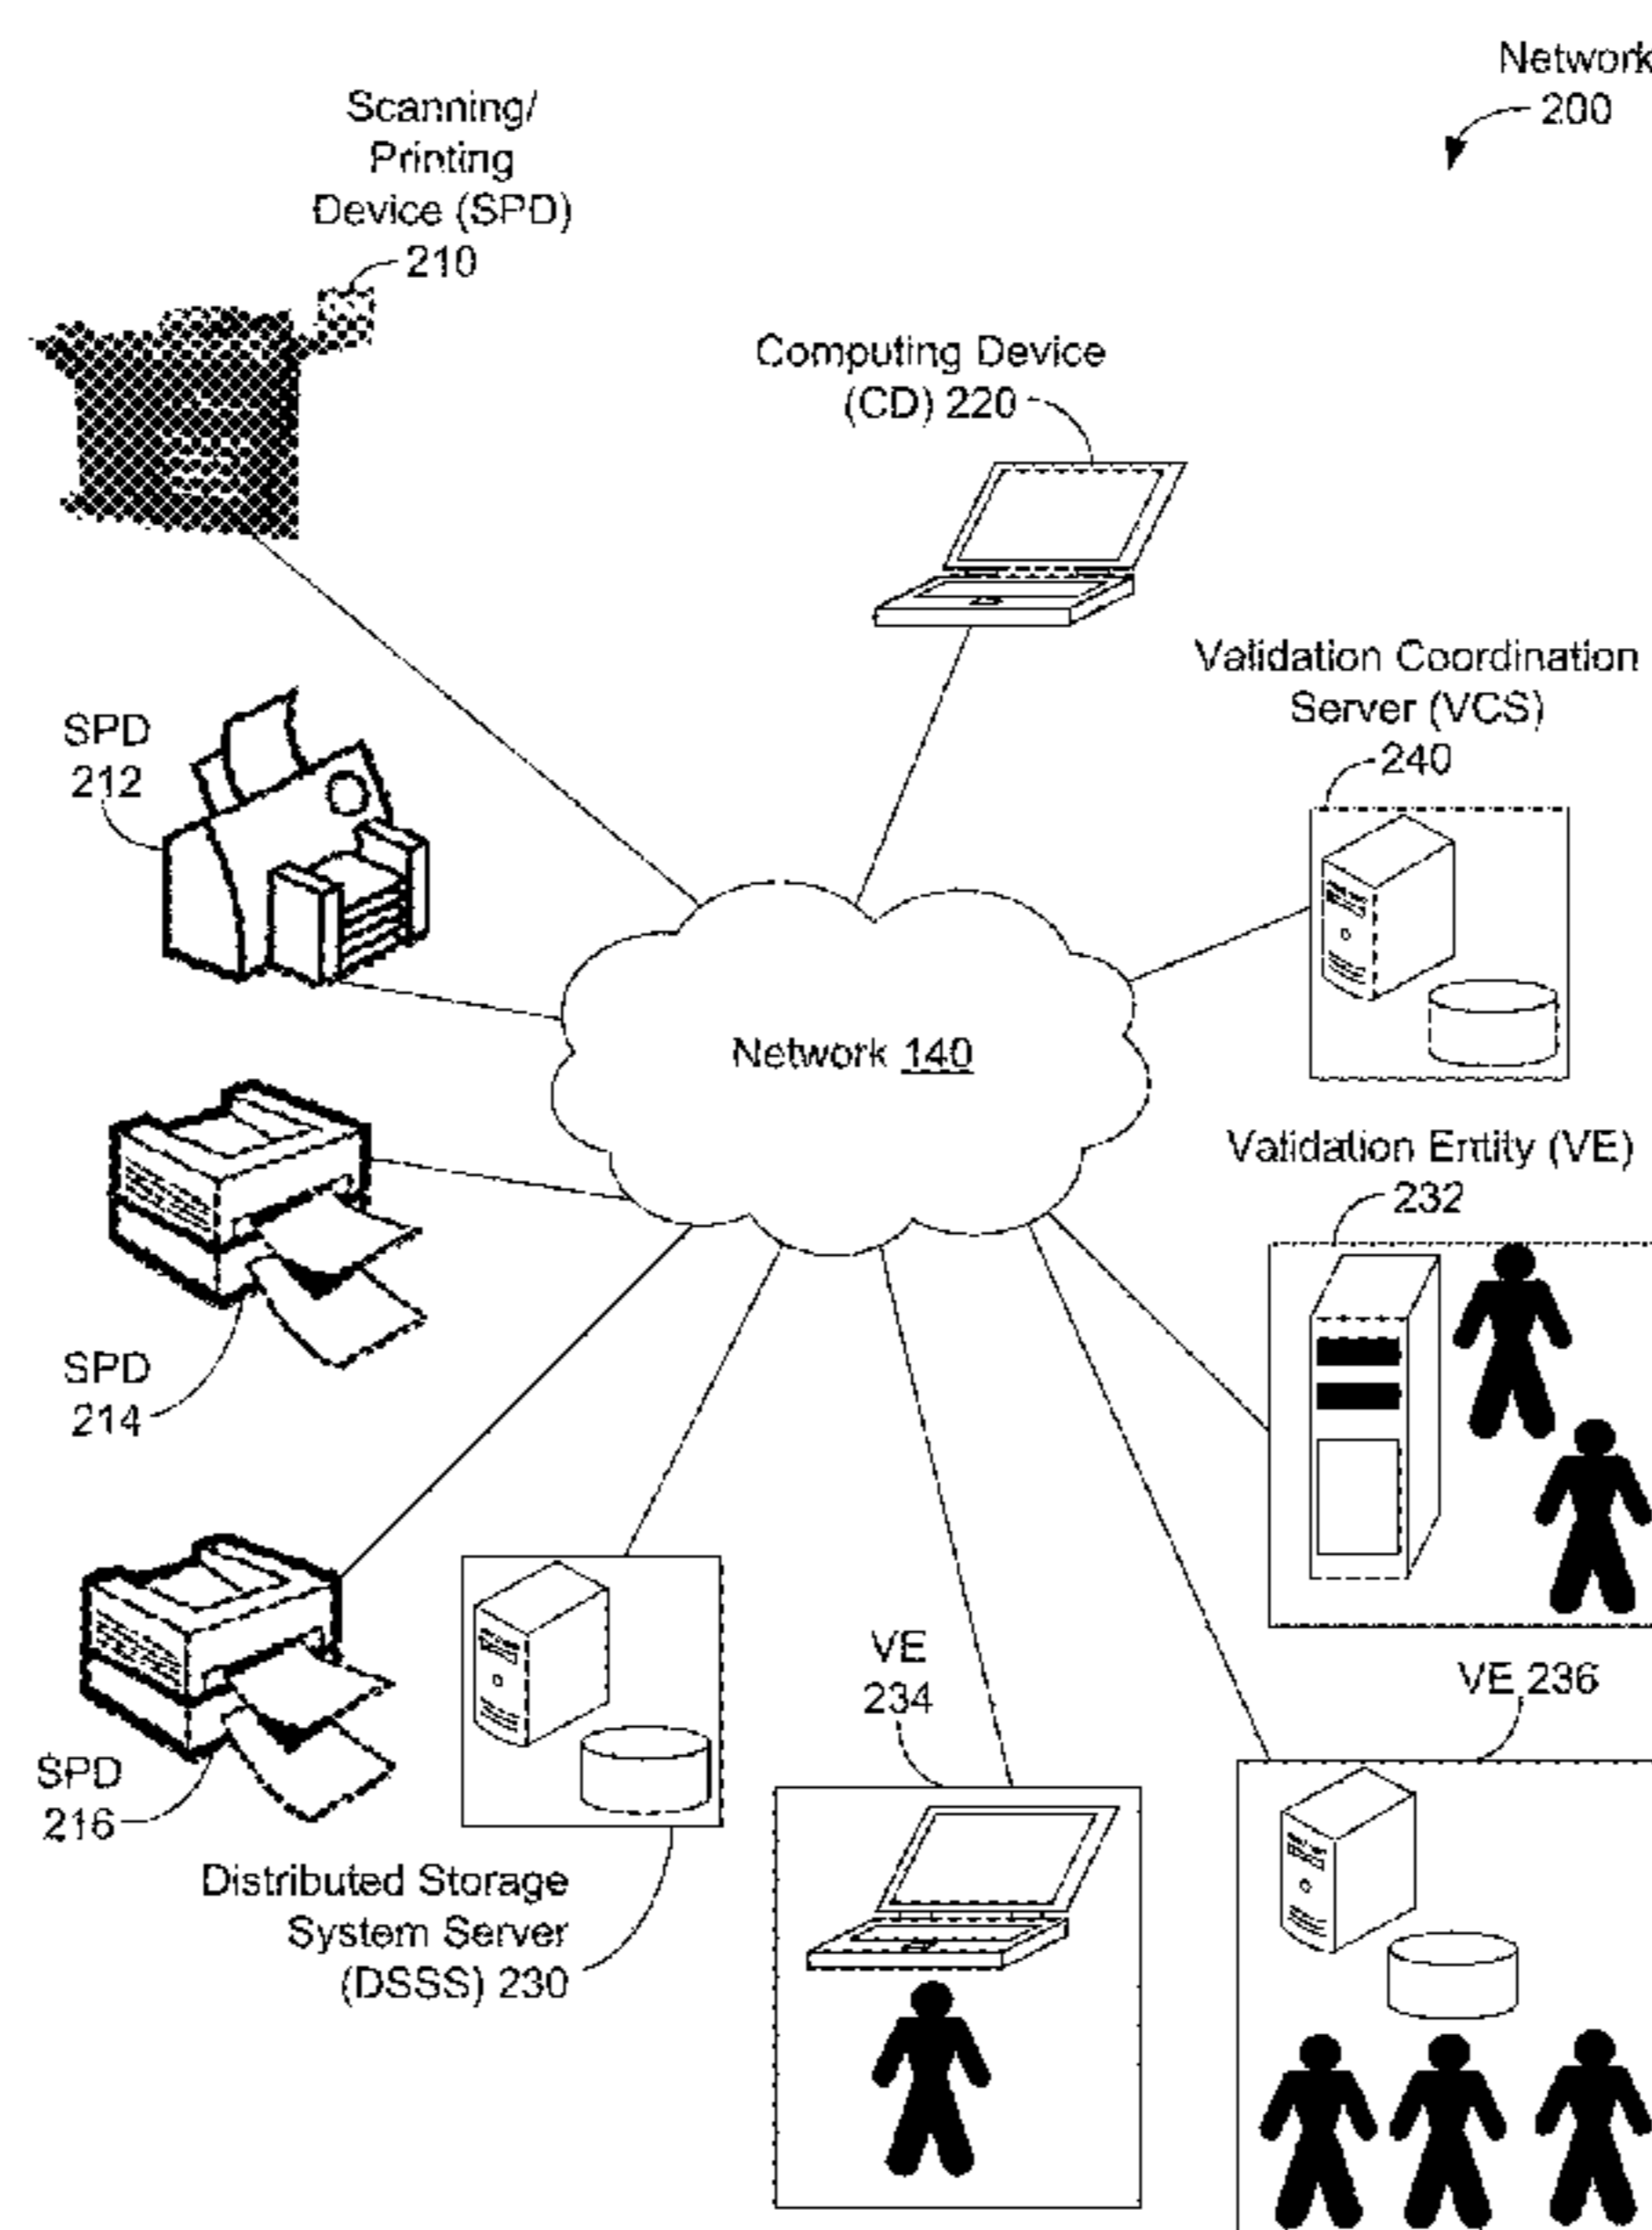 Network
200
Scanning/
Printing
Device (SPD)
210
Computing Device
(CD) 220
Validation Coordination
Server (VCS)
240
SPD
212
Network 140
Validation Entity (VE)
232
SPD
214
VE
234
VE 236
SPD
216
Distributed Storage
System Server
(DSSS) 230